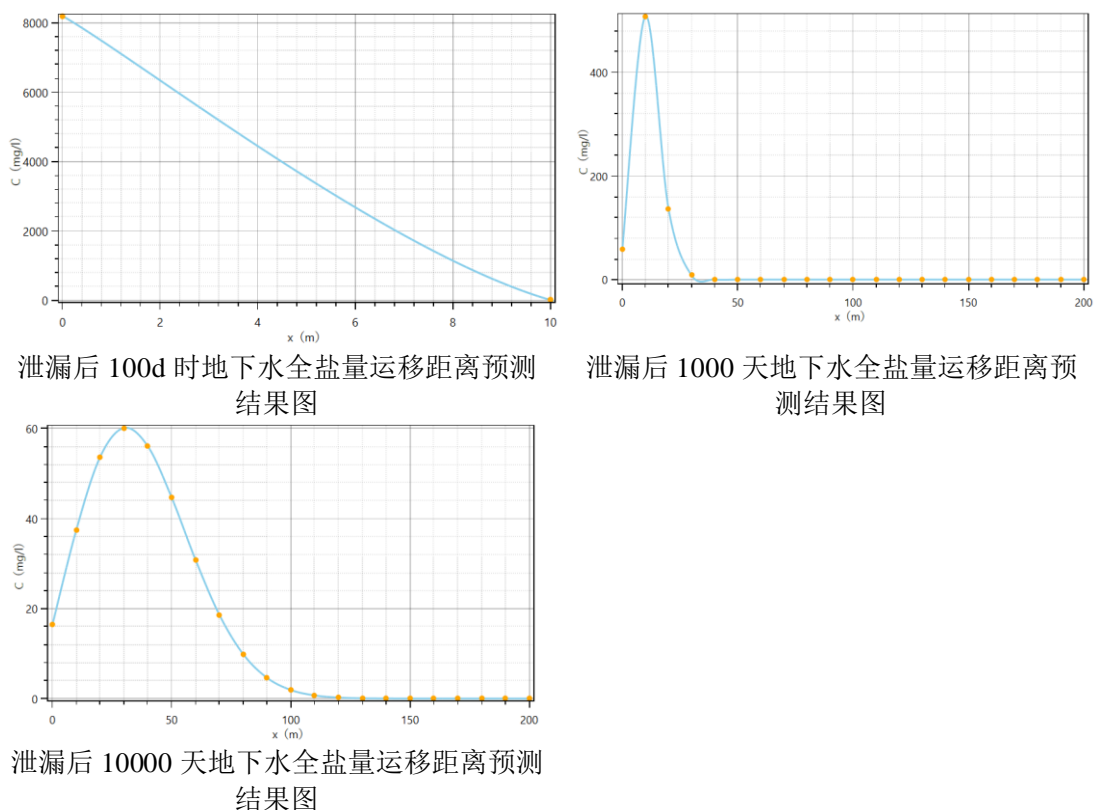 8000
6000
4000
2000
0
C（mg/l）
0 2 4 6 8 10
x（m）
泄漏后 100d 时地下水全盐量运移距离预测
结果图
400
200
0
C（mg/l）
0 50 100 150 200
x（m）
泄漏后 1000 天地下水全盐量运移距离预
测结果图
60
40
20
0
C（mg/l）
0 50 100 150 200
x（m）
泄漏后 10000 天地下水全盐量运移距离预测
结果图